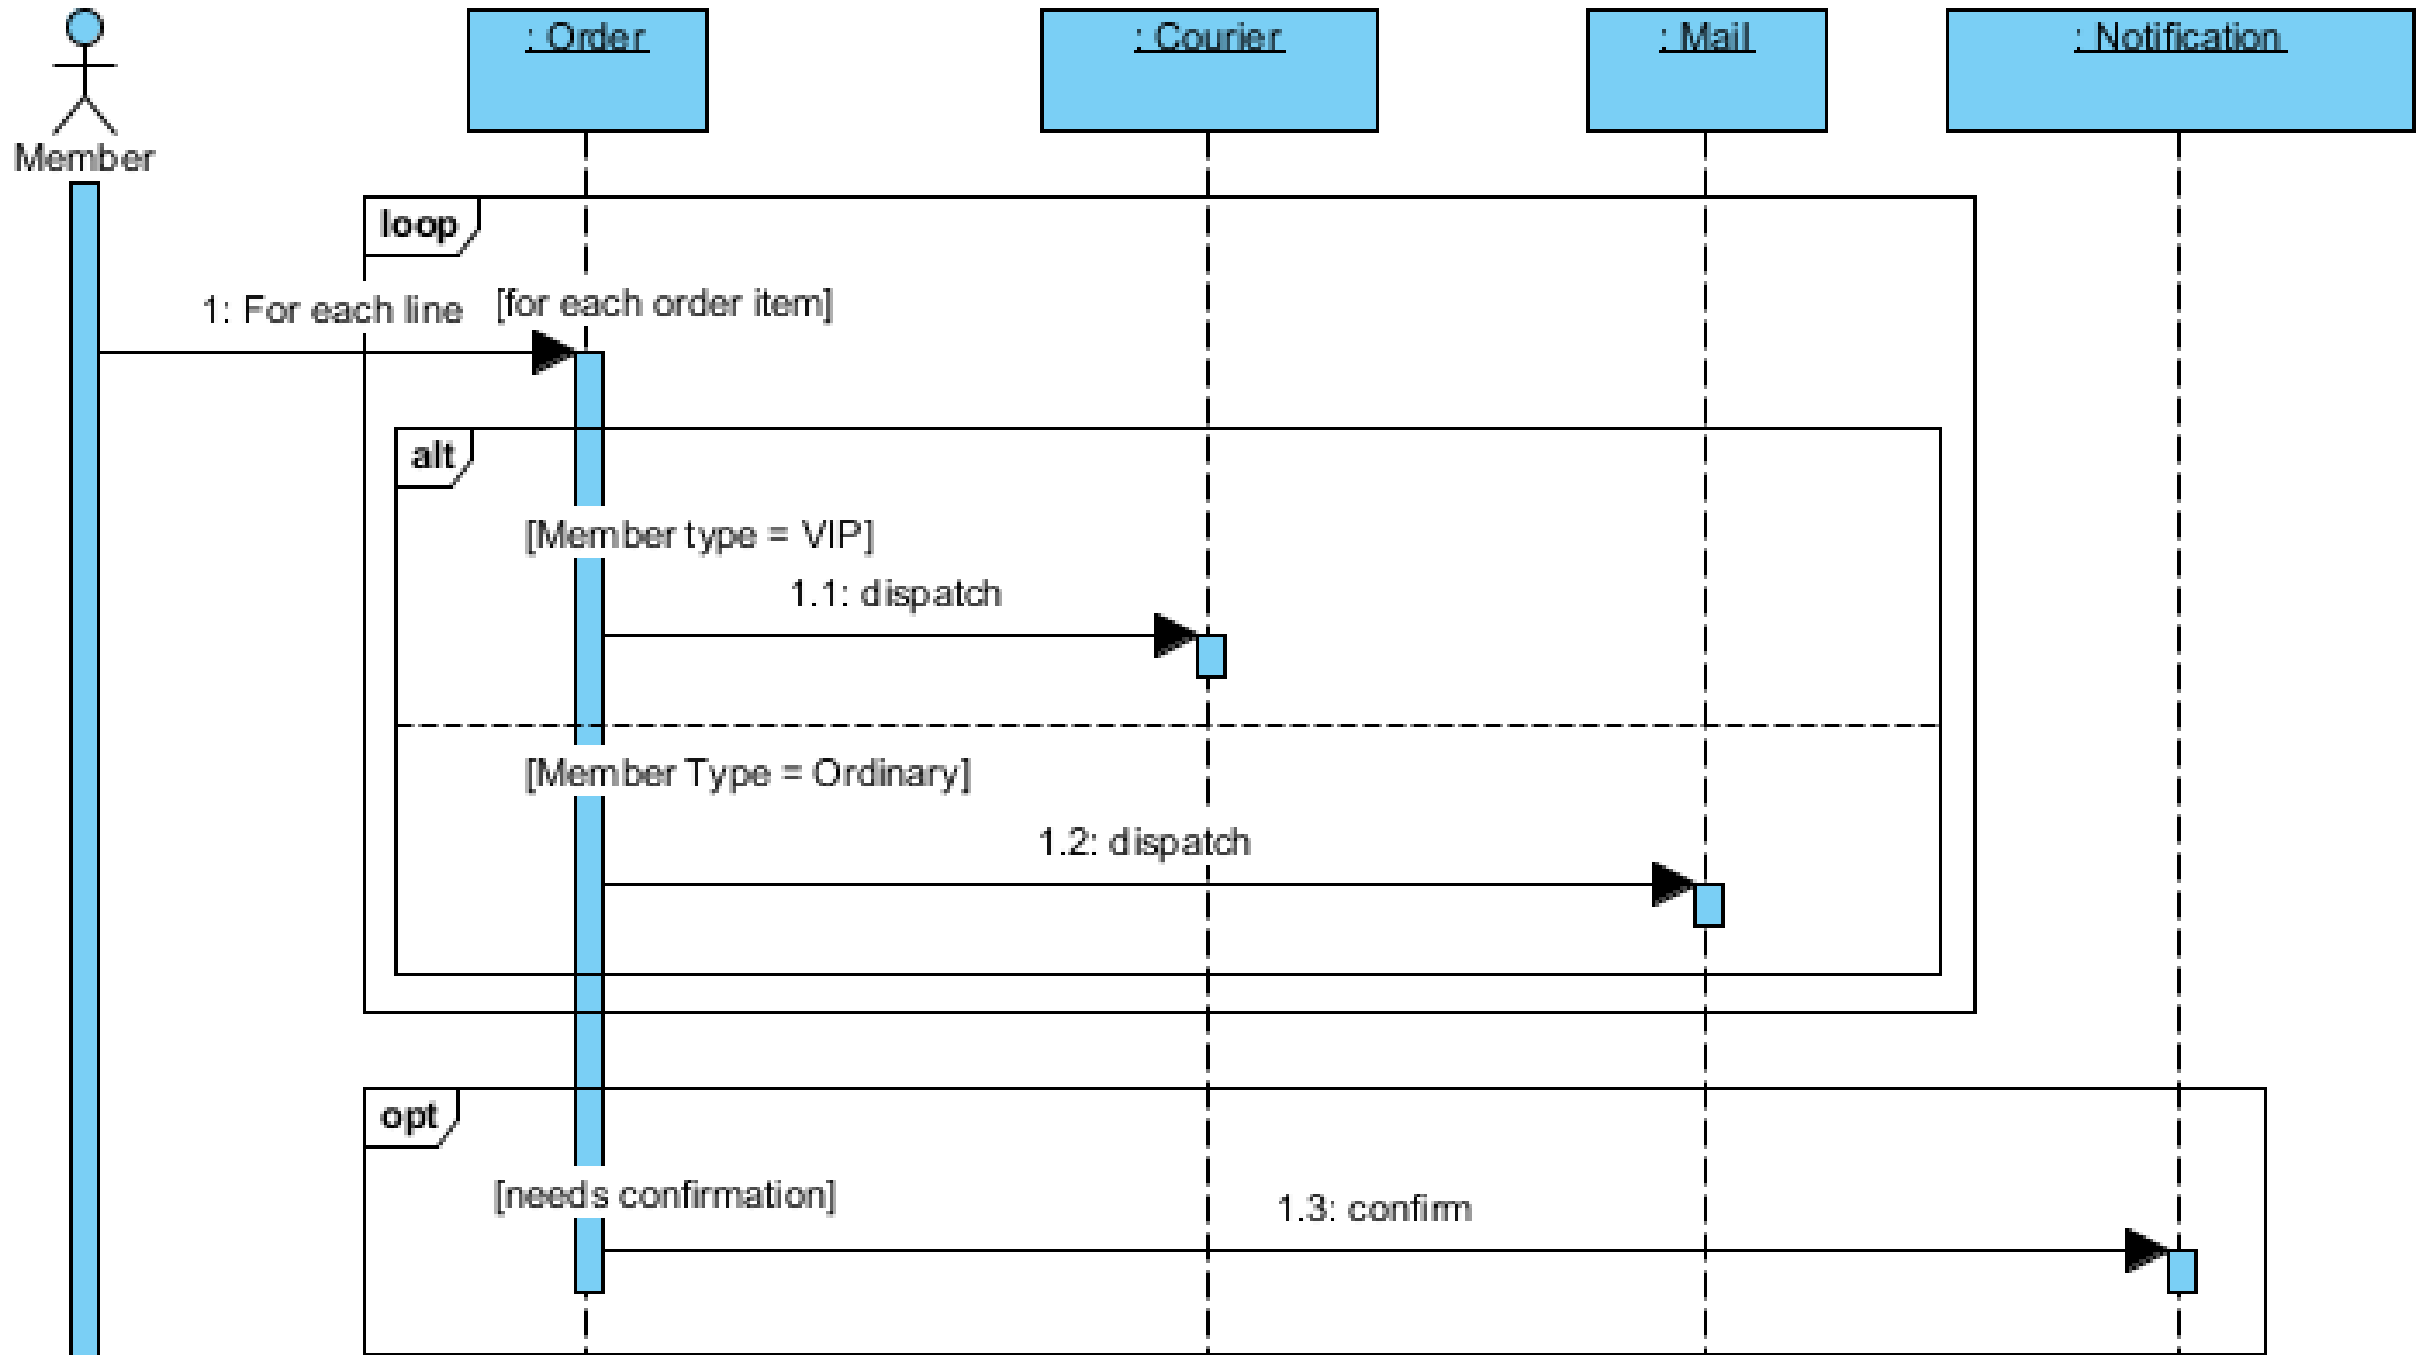 : Order
: Courier
: Mail
: Notification
Member
loop
1: For each line
[for each order item]
alt
[Member type = VIP]
1.1: dispatch
[Member Type = Ordinary]
1.2: dispatch
opt
[needs confirmation]
1.3: confirm